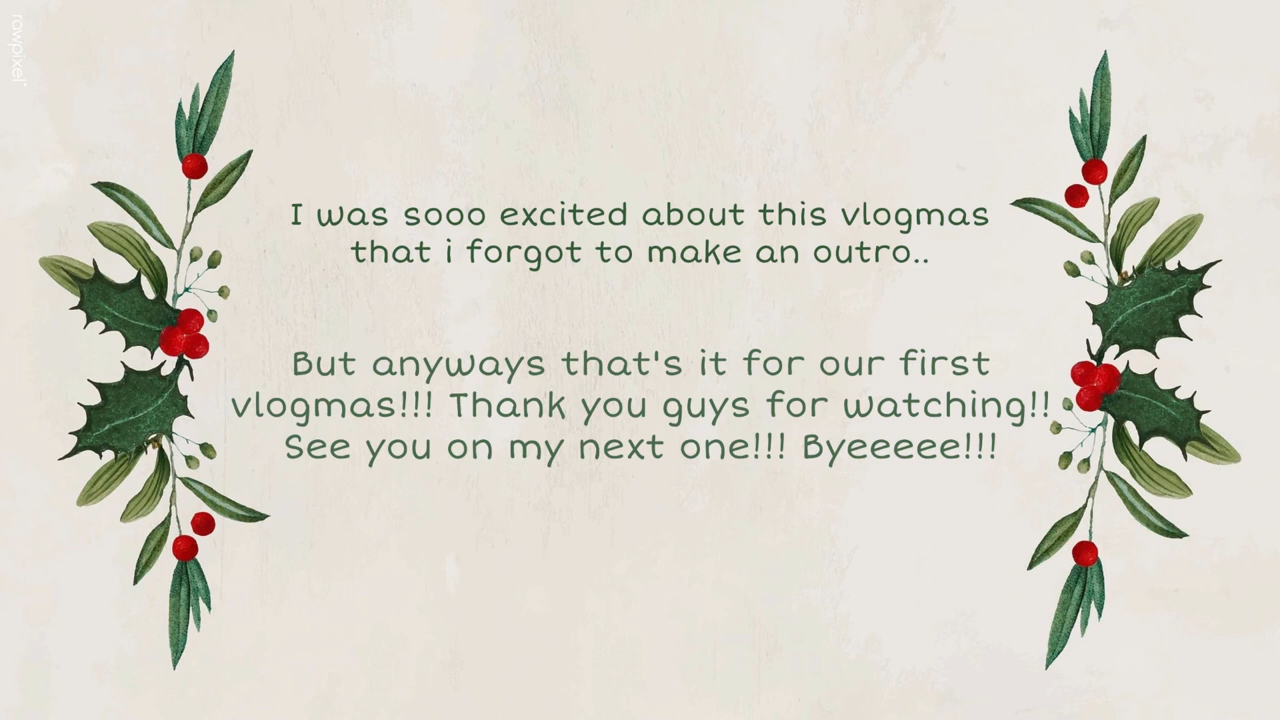 rawpixel
I was sooo excited about this vlogmas
that i forgot to make an outro..
But anyways that's it for our first
vlogmas!!! Thank you guys for watching!!
See you on my next one!!! Byeeeee!!!